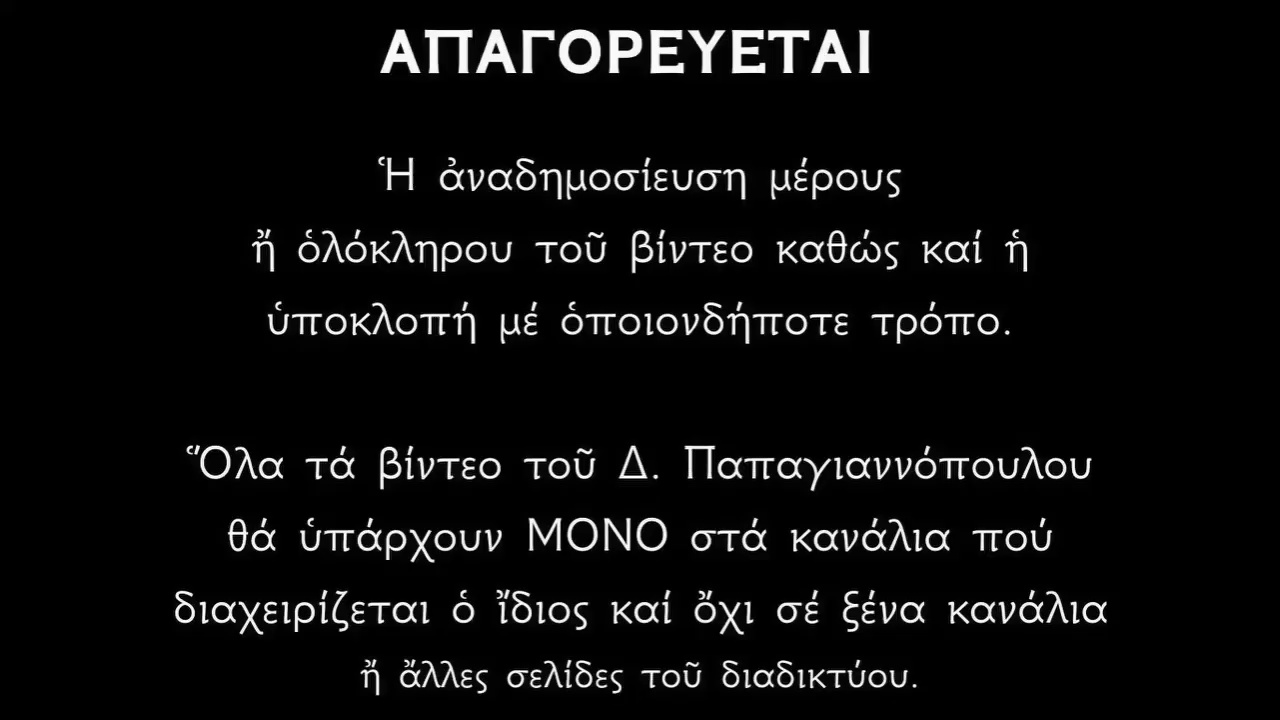 ΑΠΑΓΟΡΕΥΕΤΑΙ
Ἡ ἀναδημοσίευση μέρους
ἤ ὁλόκληρου τοῦ βίντεο καθώς καί ἡ
ὑποκλοπή μέ ὁποιονδήποτε τρόπο.
Ὅλα τά βίντεο τοῦ Δ. Παπαγιαννόπουλου
θά ὑπάρχουν ΜΟΝΟ στά κανάλια πού
διαχειρίζεται ὁ ἴδιος καί ὄχι σέ ξένα κανάλια
ἤ ἄλλες σελίδες τοῦ διαδικτύου.